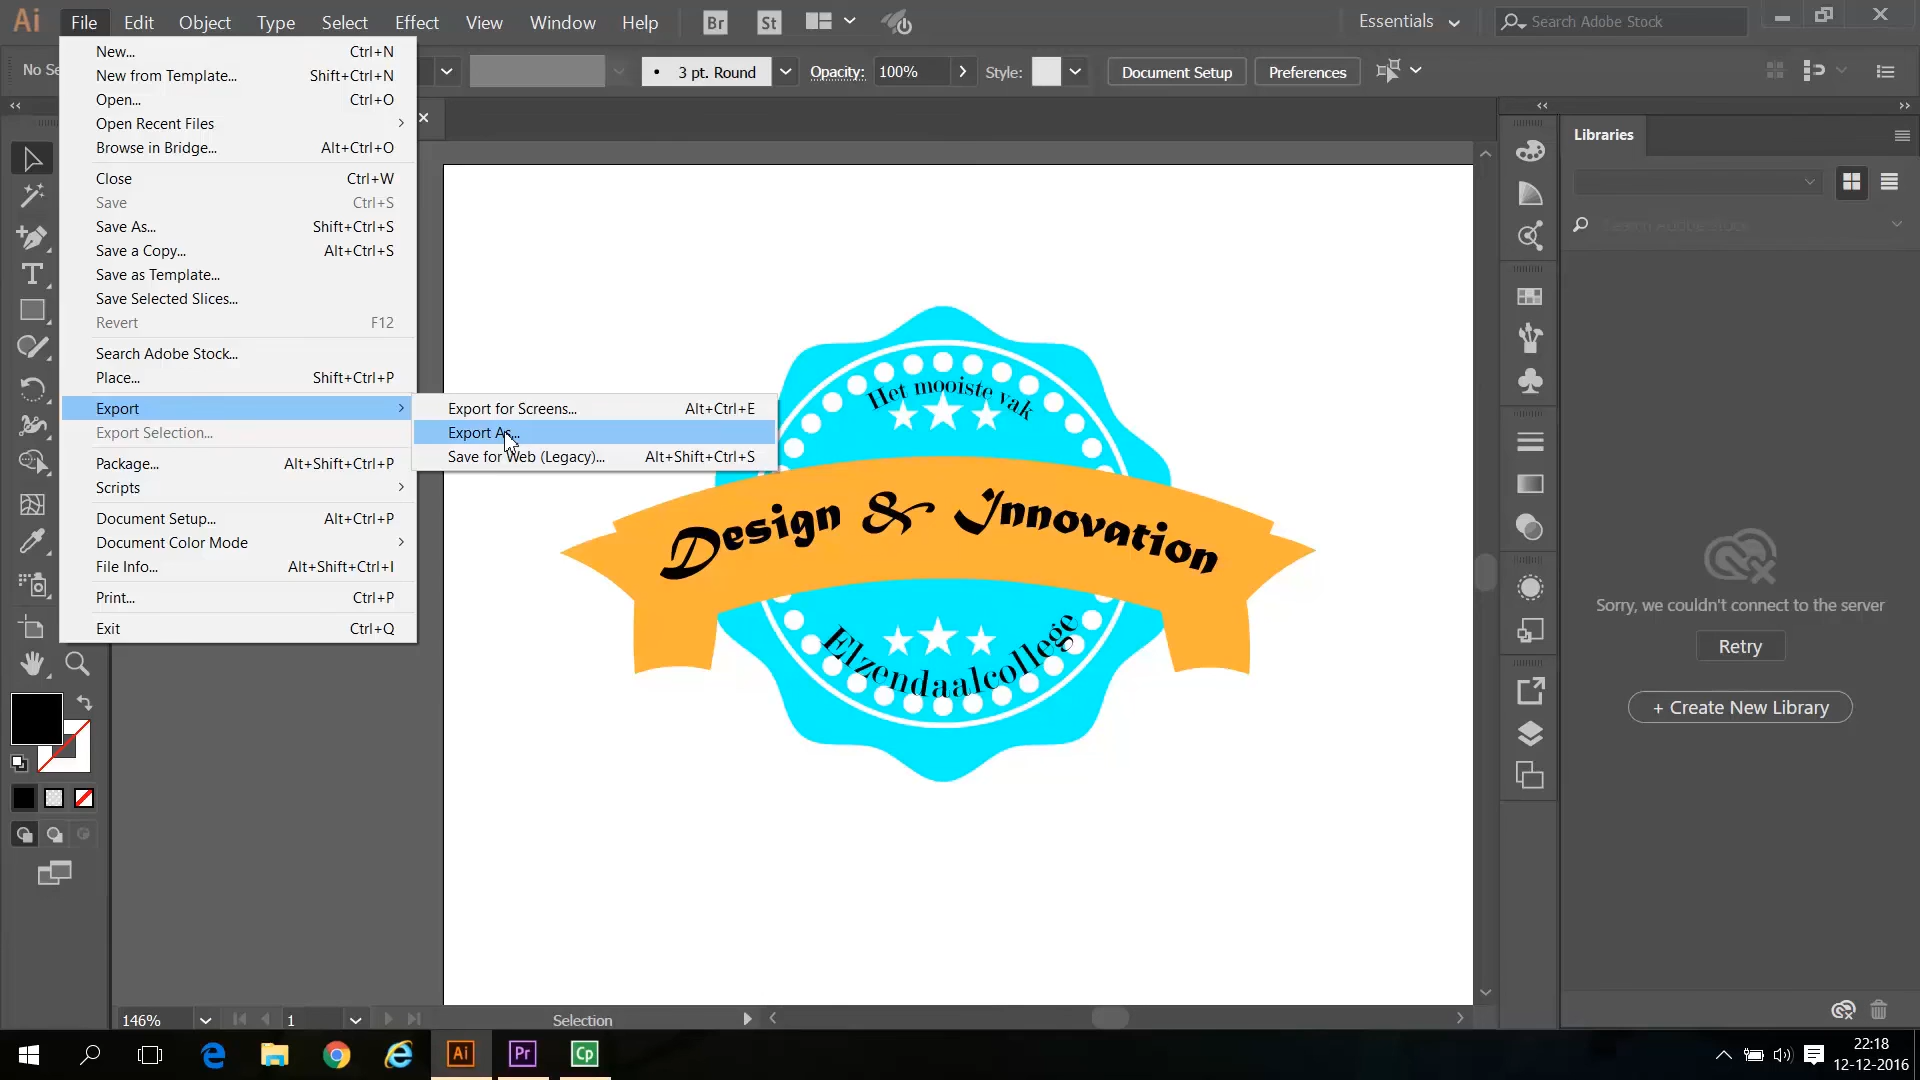 Ai File Edit Object Type Select Effect View Window Help Br St Essentials Search Adobe Stock
No Se 3 pt. Round Opacity: 100% Style: Document Setup Preferences
New... Ctrl+N
New from Template... Shift+Ctrl+N
Open... Ctrl+O
Open Recent Files
Browse in Bridge... Alt+Ctrl+O
Close Ctrl+W
Save Ctrl+S
Save As... Shift+Ctrl+S
Save a Copy... Alt+Ctrl+S
Save as Template...
Save Selected Slices...
Revert F12
Search Adobe Stock...
Place... Shift+Ctrl+P
Export
Export Selection...
Package... Alt+Shift+Ctrl+P
Scripts
Document Setup... Alt+Ctrl+P
Document Color Mode
File Info... Alt+Shift+Ctrl+I
Print... Ctrl+P
Exit Ctrl+Q
Export for Screens... Alt+Ctrl+E
Export As...
Save for Web (Legacy)... Alt+Shift+Ctrl+S
Het mooiste vak
Design & Innovation
Elzendaalcollege
Libraries
Search Adobe Stock
Sorry, we couldn't connect to the server
Retry
+ Create New Library
146% 1 Selection
Ai Pr Cp
22:18
12-12-2016